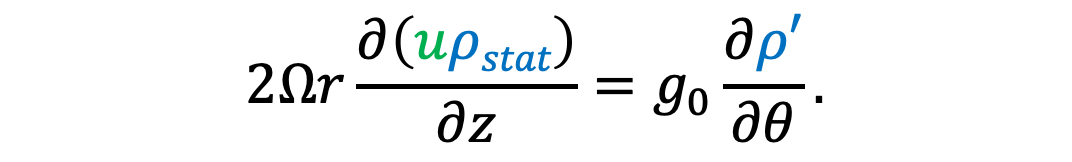 2Ωr ∂(uρ_stat)/∂z = g₀ ∂ρ′/∂θ.